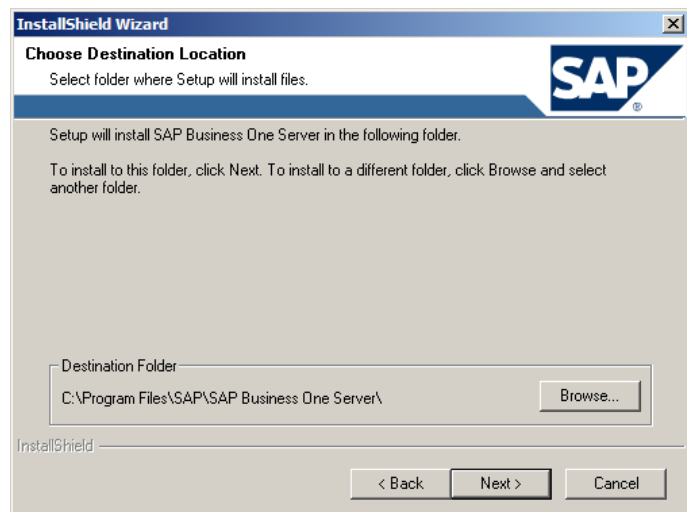 InstallShield Wizard
Choose Destination Location
Select folder where Setup will install files.
SAP
®
Setup will install SAP Business One Server in the following folder.
To install to this folder, click Next. To install to a different folder, click Browse and select
another folder.
Destination Folder
C:\Program Files\SAP\SAP Business One Server\
Browse...
InstallShield
< Back
Next >
Cancel